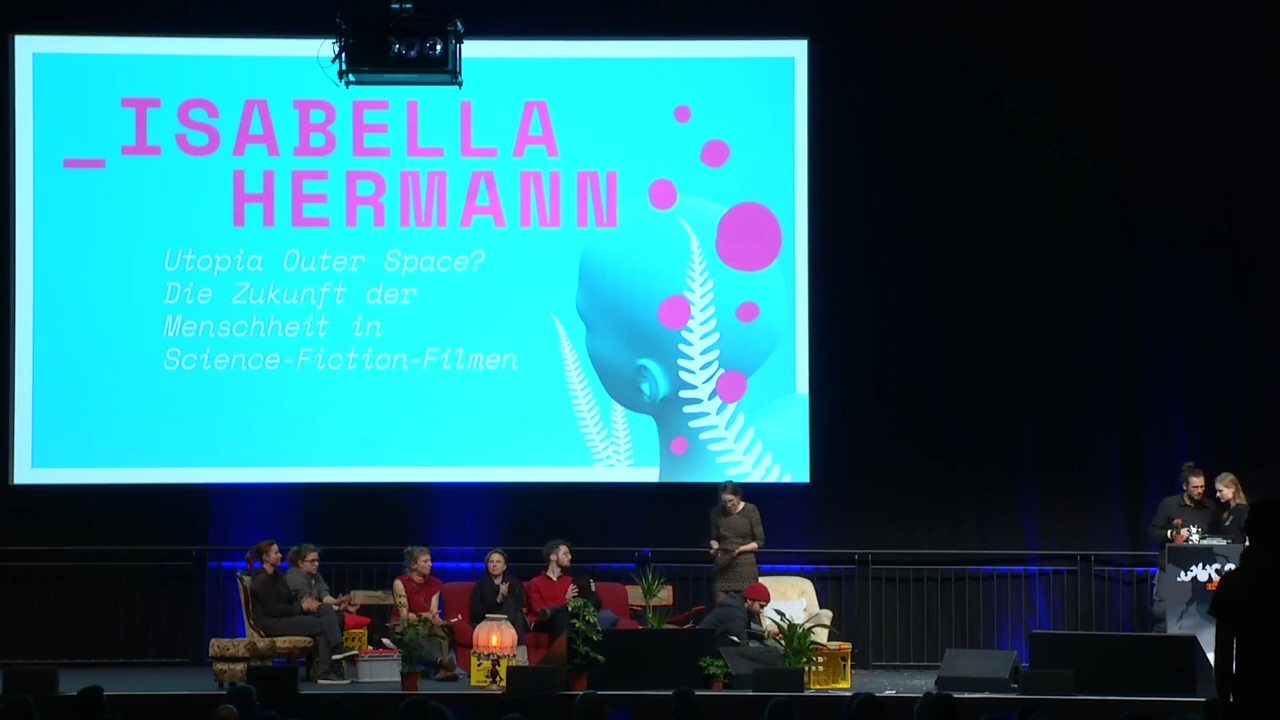 _ISABELLA
HERMANN
Utopia Outer Space?
Die Zukunft der
Menschheit in
Science-Fiction-Filmen